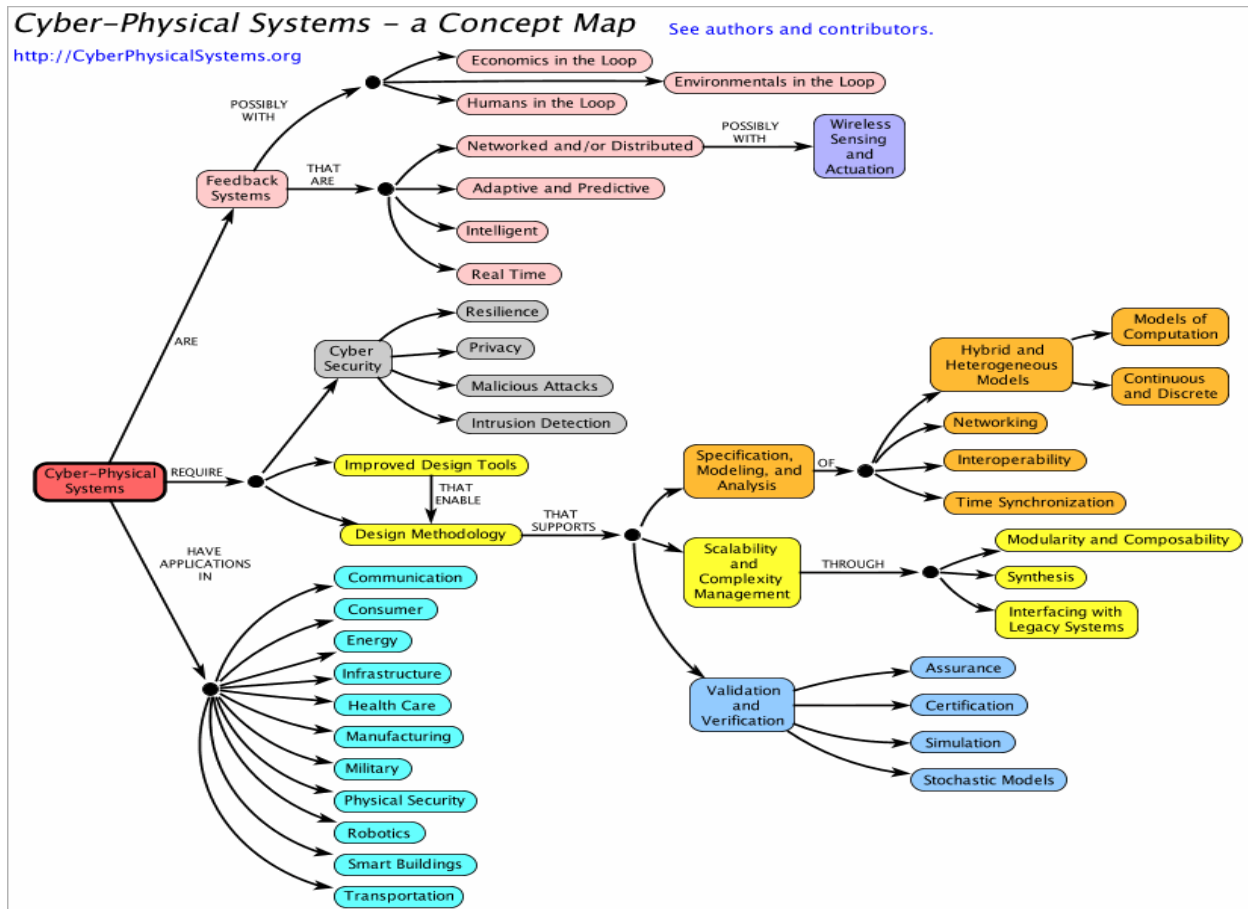 Cyber-Physical Systems – a Concept Map
See authors and contributors.
http://CyberPhysicalSystems.org
Economics in the Loop
Environmentals in the Loop
Humans in the Loop
POSSIBLY
WITH
Networked and/or Distributed
POSSIBLY
WITH
Wireless
Sensing
and
Actuation
Feedback
Systems
THAT
ARE
Adaptive and Predictive
Intelligent
Real Time
ARE
Cyber
Security
Resilience
Privacy
Malicious Attacks
Intrusion Detection
Cyber-Physical
Systems
REQUIRE
Improved Design Tools
THAT
ENABLE
Design Methodology
THAT
SUPPORTS
Specification,
Modeling, and
Analysis
OF
Hybrid and
Heterogeneous
Models
Models of
Computation
Continuous
and Discrete
Networking
Interoperability
Time Synchronization
Scalability
and
Complexity
Management
THROUGH
Modularity and Composability
Synthesis
Interfacing with
Legacy Systems
Validation
and
Verification
Assurance
Certification
Simulation
Stochastic Models
HAVE
APPLICATIONS
IN
Communication
Consumer
Energy
Infrastructure
Health Care
Manufacturing
Military
Physical Security
Robotics
Smart Buildings
Transportation